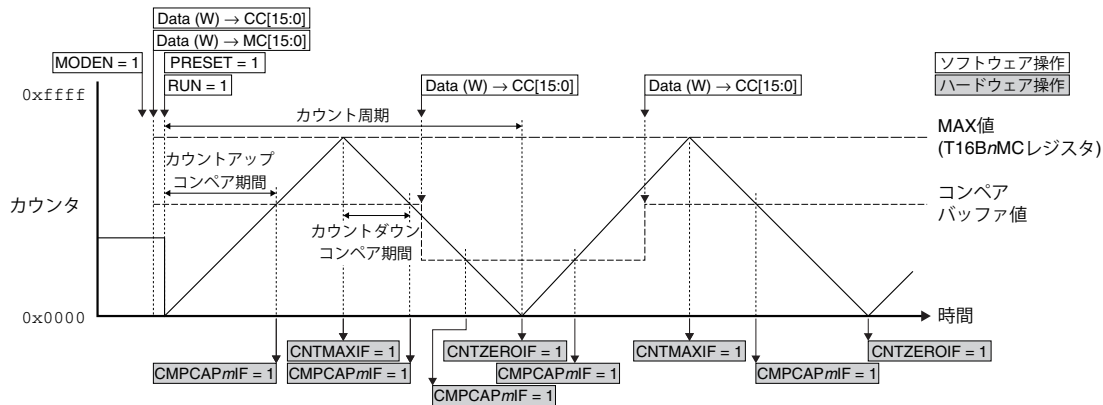 Data (W) → CC[15:0]
Data (W) → MC[15:0]
MODEN = 1
PRESET = 1
RUN = 1
Data (W) → CC[15:0]
Data (W) → CC[15:0]
ソフトウェア操作
ハードウェア操作
0xffff
カウント周期
MAX値
(T16BnMCレジスタ)
カウントアップ
コンペア期間
カウンタ
コンペア
バッファ値
カウントダウン
コンペア期間
0x0000
時間
CNTMAXIF = 1
CNTZEROIF = 1
CNTMAXIF = 1
CNTZEROIF = 1
CMPCAPmIF = 1
CMPCAPmIF = 1
CMPCAPmIF = 1
CMPCAPmIF = 1
CMPCAPmIF = 1